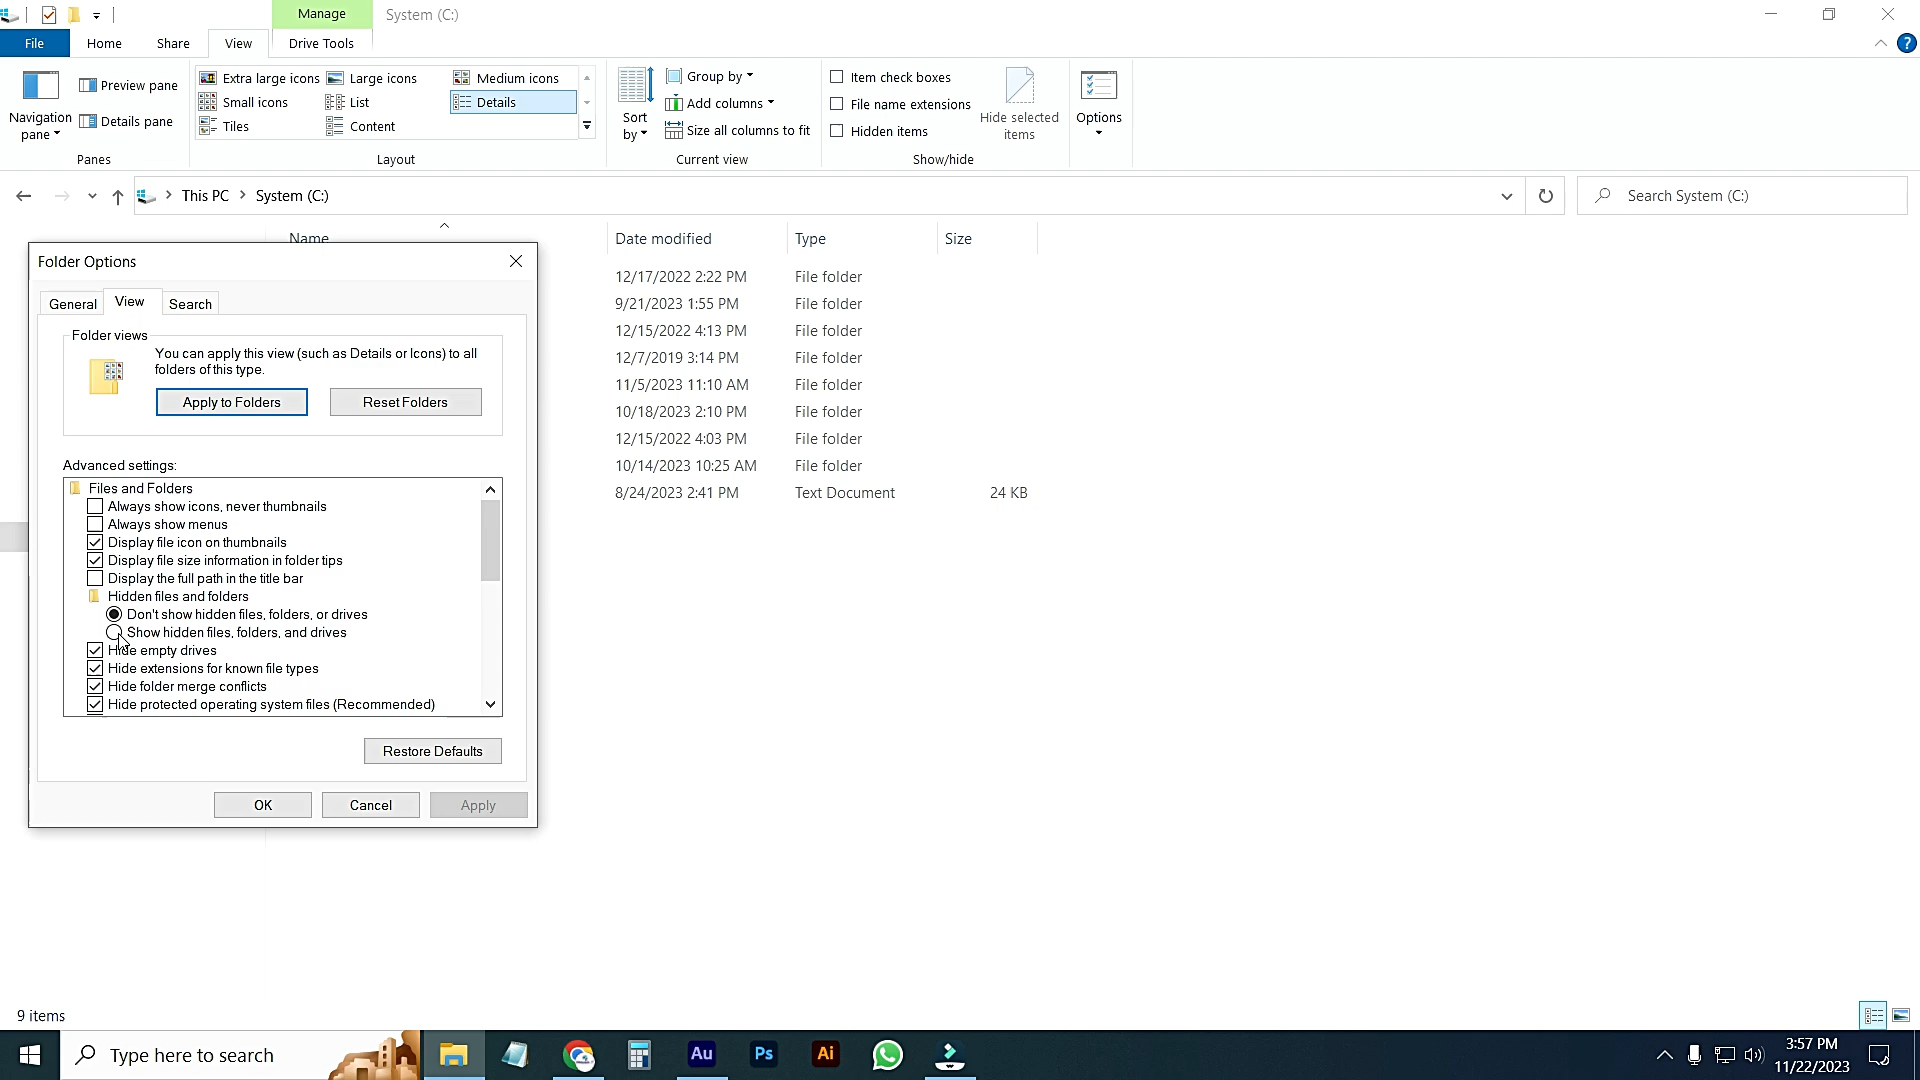 Manage
System (C:)
File
Home
Share
View
Drive Tools
Navigation
pane
Preview pane
Details pane
Panes
Extra large icons
Large icons
Medium icons
Small icons
List
Details
Tiles
Content
Layout
Sort
by
Group by
Add columns
Size all columns to fit
Current view
Item check boxes
File name extensions
Hidden items
Hide selected
items
Show/hide
Options
This PC
System (C:)
Search System (C:)
Name
Date modified
Type
Size
12/17/2022 2:22 PM File folder
9/21/2023 1:55 PM File folder
12/15/2022 4:13 PM File folder
12/7/2019 3:14 PM File folder
11/5/2023 11:10 AM File folder
10/18/2023 2:10 PM File folder
12/15/2022 4:03 PM File folder
10/14/2023 10:25 AM File folder
8/24/2023 2:41 PM Text Document 24 KB
Folder Options
General
View
Search
Folder views
You can apply this view (such as Details or Icons) to all
folders of this type.
Apply to Folders
Reset Folders
Advanced settings:
Files and Folders
Always show icons, never thumbnails
Always show menus
Display file icon on thumbnails
Display file size information in folder tips
Display the full path in the title bar
Hidden files and folders
Don't show hidden files, folders, or drives
Show hidden files, folders, and drives
Hide empty drives
Hide extensions for known file types
Hide folder merge conflicts
Hide protected operating system files (Recommended)
Restore Defaults
OK
Cancel
Apply
9 items
Type here to search
Au
Ps
Ai
3:57 PM
11/22/2023